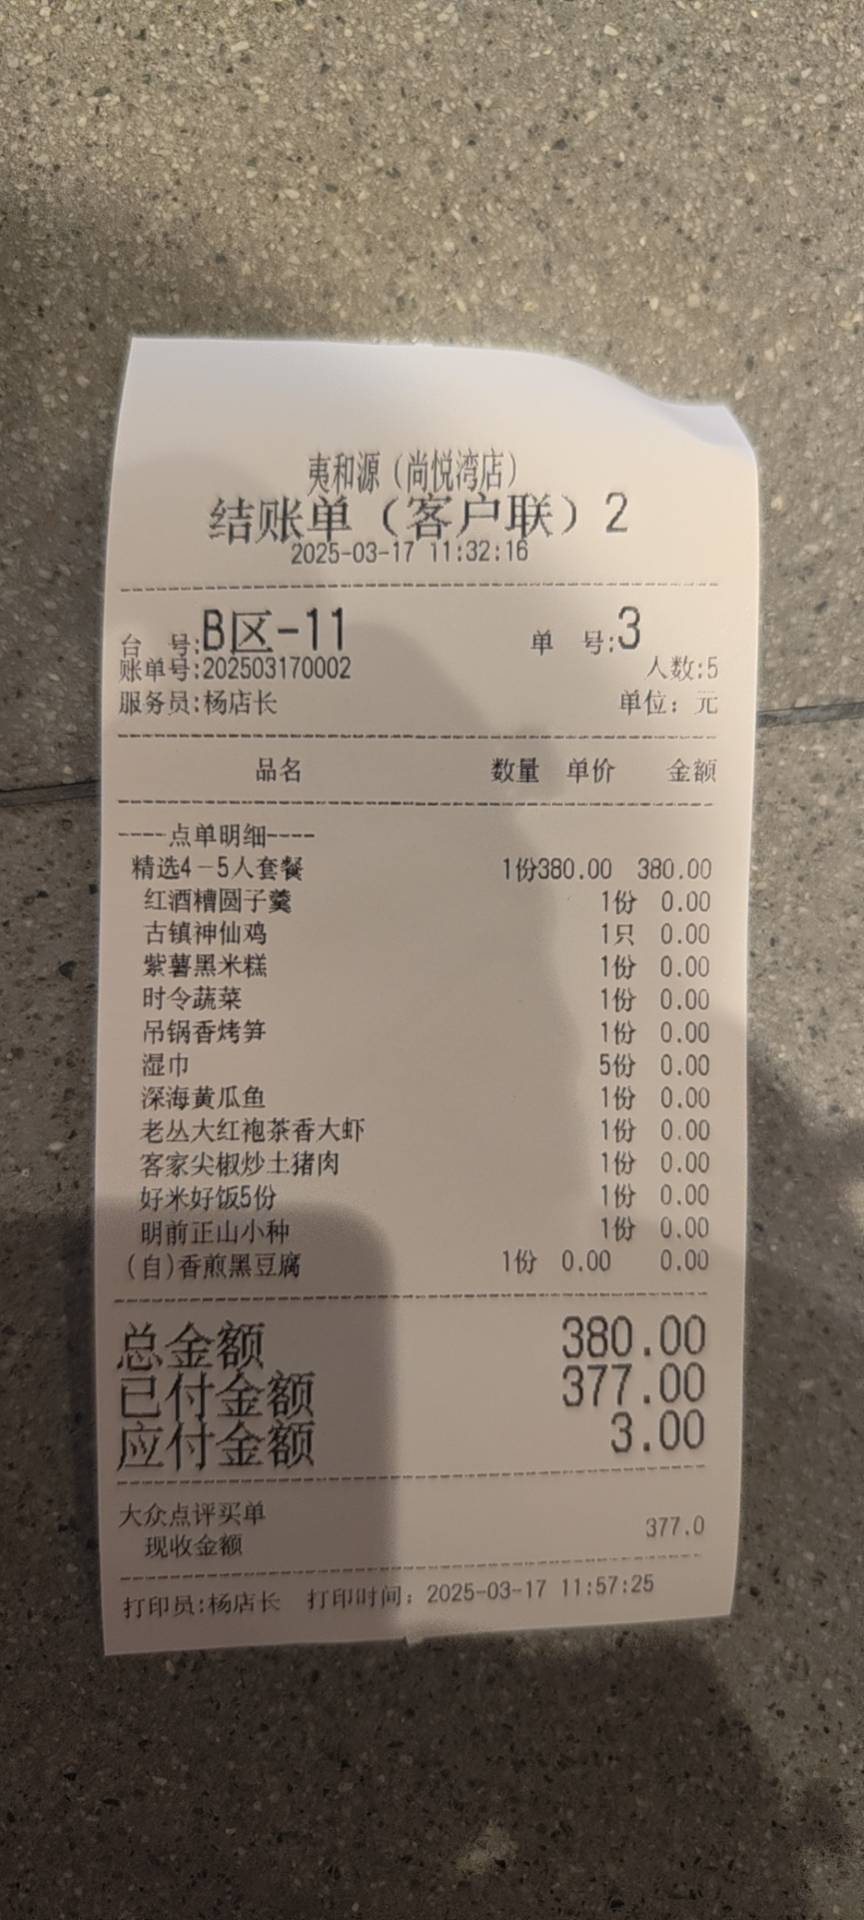 夷和源（尚悦湾店）
结账单（客户联）2
2025-03-17 11:32:16
台 号:B区-11 单 号:3
账单号:202503170002 人数:5
服务员:杨店长 单位：元
品名 数量 单价 金额
----点单明细----
精选4－5人套餐 1份380.00 380.00
红酒糟圆子羹 1份 0.00
古镇神仙鸡 1只 0.00
紫薯黑米糕 1份 0.00
时令蔬菜 1份 0.00
吊锅香烤笋 1份 0.00
湿巾 5份 0.00
深海黄瓜鱼 1份 0.00
老丛大红袍茶香大虾 1份 0.00
客家尖椒炒土猪肉 1份 0.00
好米好饭5份 1份 0.00
明前正山小种 1份 0.00
(自)香煎黑豆腐 1份 0.00 0.00
总金额 380.00
已付金额 377.00
应付金额 3.00
大众点评买单
现收金额 377.0
打印员:杨店长 打印时间：2025-03-17 11:57:25